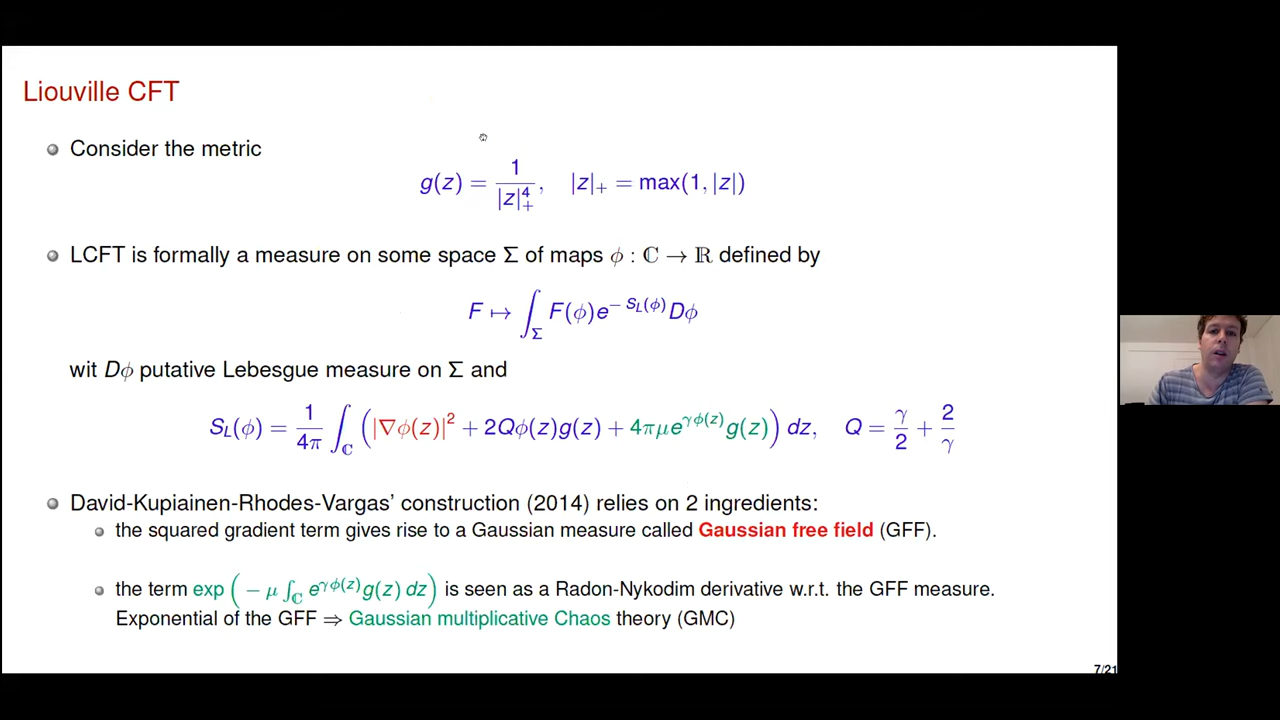 Liouville CFT
Consider the metric
g(z) = 1/|z|₊⁴, |z|₊ = max(1, |z|)
LCFT is formally a measure on some space Σ of maps ϕ : ℂ → ℝ defined by
F ↦ ∫_Σ F(ϕ)e^{−S_L(ϕ)}Dϕ
wit Dϕ putative Lebesgue measure on Σ and
S_L(ϕ) = 1/4π ∫_ℂ (|∇ϕ(z)|² + 2Qϕ(z)g(z) + 4πμe^{γϕ(z)}g(z)) dz, Q = γ/2 + 2/γ
David-Kupiainen-Rhodes-Vargas' construction (2014) relies on 2 ingredients:
the squared gradient term gives rise to a Gaussian measure called Gaussian free field (GFF).
the term exp (− μ ∫_ℂ e^{γϕ(z)}g(z) dz) is seen as a Radon-Nykodim derivative w.r.t. the GFF measure.
Exponential of the GFF ⇒ Gaussian multiplicative Chaos theory (GMC)
7/21